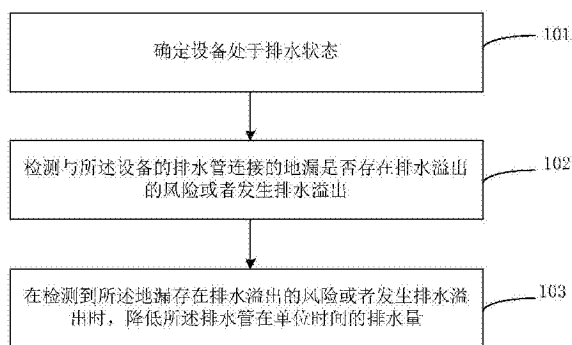 确定设备处于排水状态
101
检测与所述设备的排水管连接的地漏是否存在排水溢出
的风险或者发生排水溢出
102
在检测到所述地漏存在排水溢出的风险或者发生排水溢
出时，降低所述排水管在单位时间的排水量
103